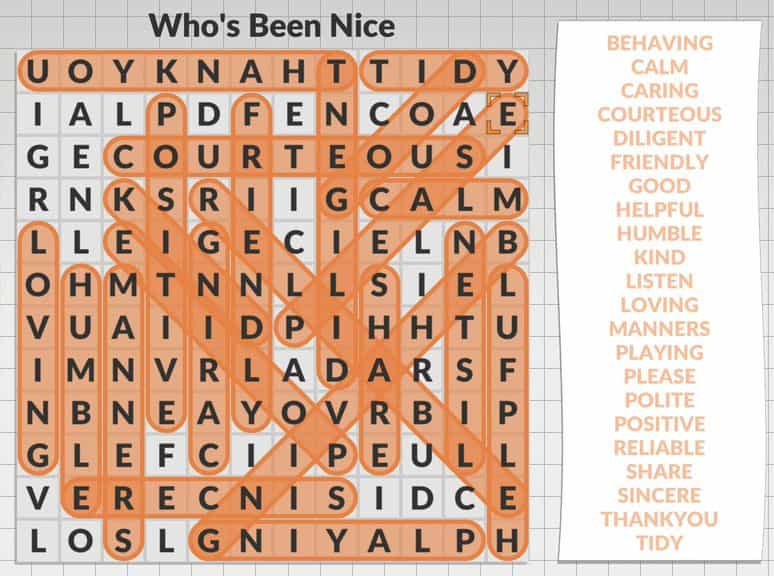 Who's Been Nice
U O Y K N A H T T I D Y
I A L P D F E N C O A E
G E C O U R T E O U S I
R N K S R I I G C A L M
L L E I G E C I E L N B
O H M T N N L L S I E L
V U A I I D P I H H T U
I M N V R L A D A R S F
N B N E A Y O V R B I P
G L E F C I I P E U L L
V E R E C N I S I D C E
L O S L G N I Y A L P H
BEHAVING
CALM
CARING
COURTEOUS
DILIGENT
FRIENDLY
GOOD
HELPFUL
HUMBLE
KIND
LISTEN
LOVING
MANNERS
PLAYING
PLEASE
POLITE
POSITIVE
RELIABLE
SHARE
SINCERE
THANKYOU
TIDY